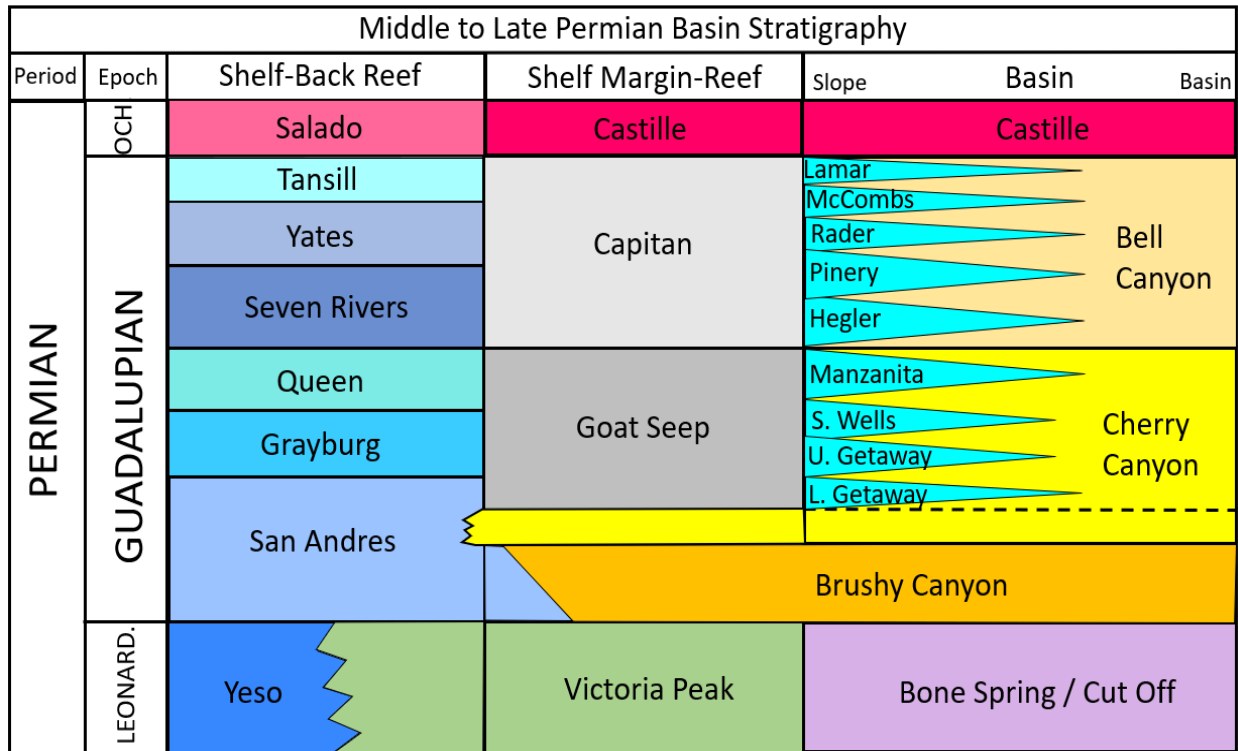 Middle to Late Permian Basin Stratigraphy
Period
Epoch
Shelf-Back Reef
Shelf Margin-Reef
Slope
Basin
Basin
PERMIAN
OCH
Salado
Castille
Castille
GUADALUPIAN
Tansill
Yates
Seven Rivers
Queen
Grayburg
San Andres
Capitan
Goat Seep
Lamar
McCombs
Rader
Pinery
Hegler
Bell
Canyon
Manzanita
S. Wells
U. Getaway
L. Getaway
Cherry
Canyon
Brushy Canyon
LEONARD.
Yeso
Victoria Peak
Bone Spring / Cut Off